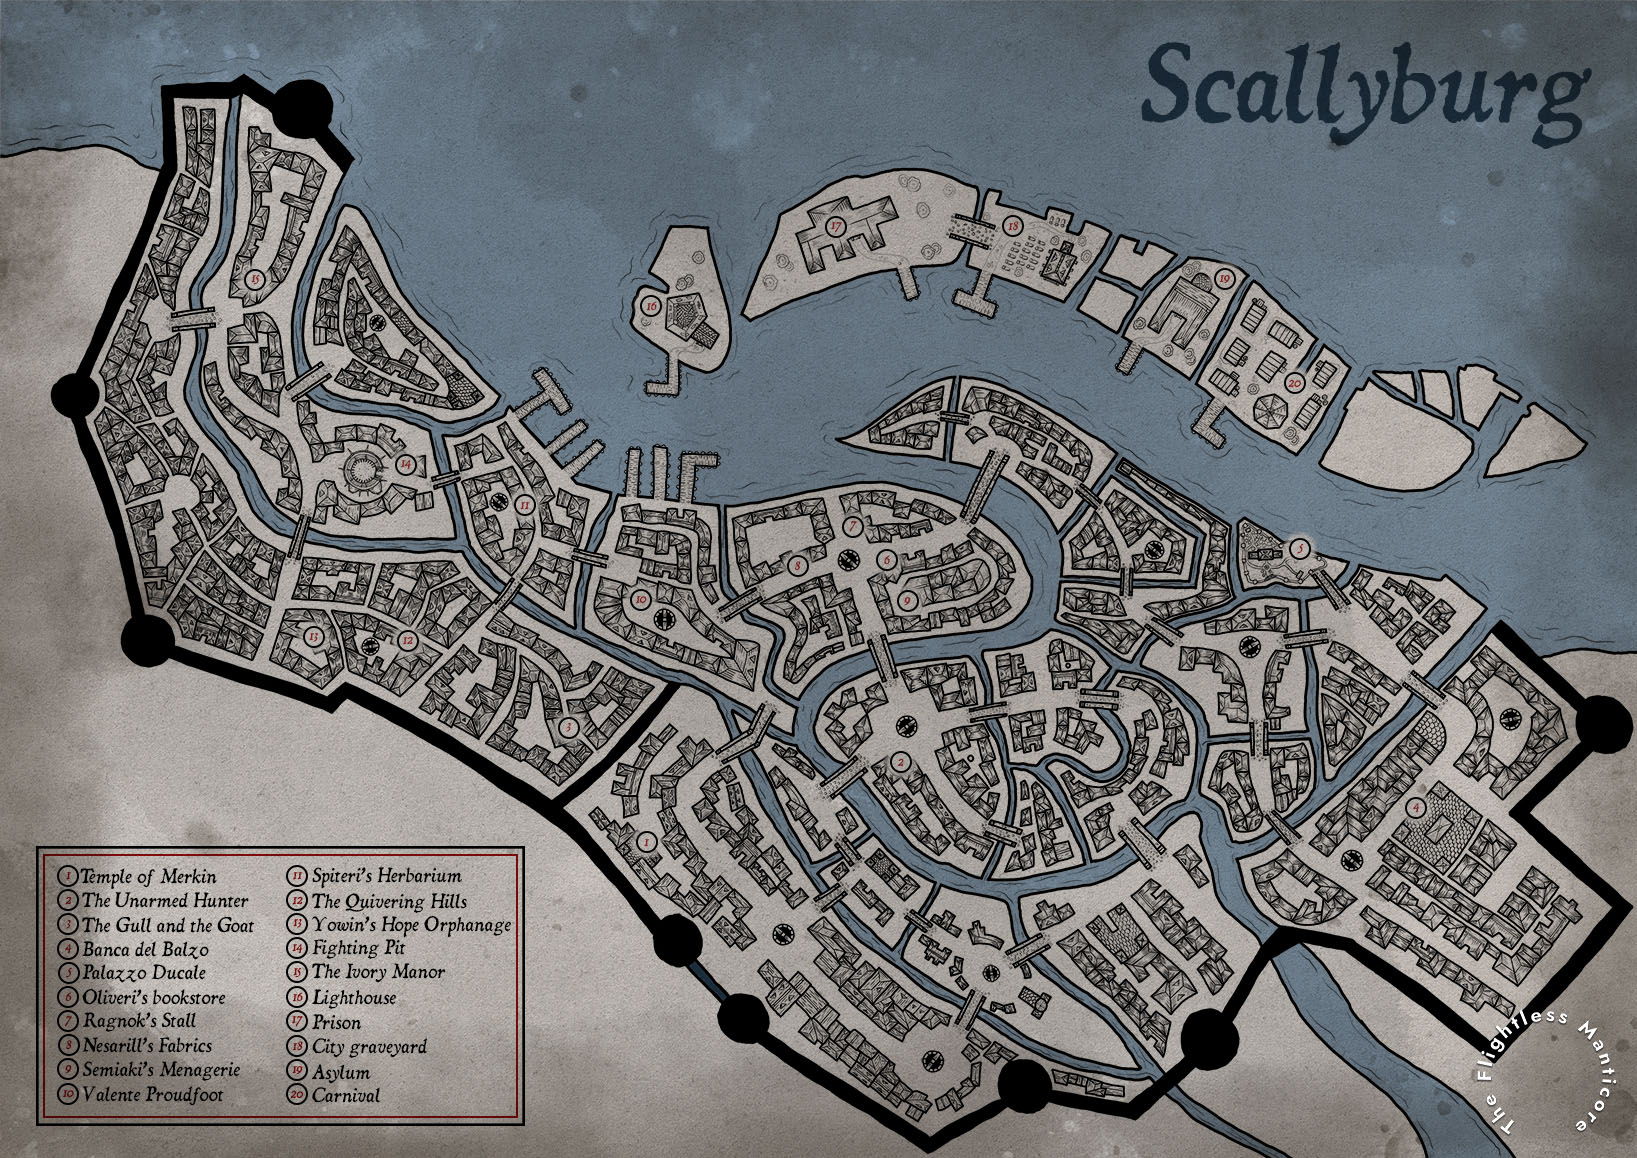 Scallyburg
15
17
18
19
16
20
14
11
7
5
8
6
10
9
13
12
3
2
4
1
1 Temple of Merkin
2 The Unarmed Hunter
3 The Gull and the Goat
4 Banca del Balzo
5 Palazzo Ducale
6 Oliveri's bookstore
7 Ragnok's Stall
8 Nesarill's Fabrics
9 Semiaki's Menagerie
10 Valente Proudfoot
11 Spiteri's Herbarium
12 The Quivering Hills
13 Yowin's Hope Orphanage
14 Fighting Pit
15 The Ivory Manor
16 Lighthouse
17 Prison
18 City graveyard
19 Asylum
20 Carnival
The Flightless Manticore